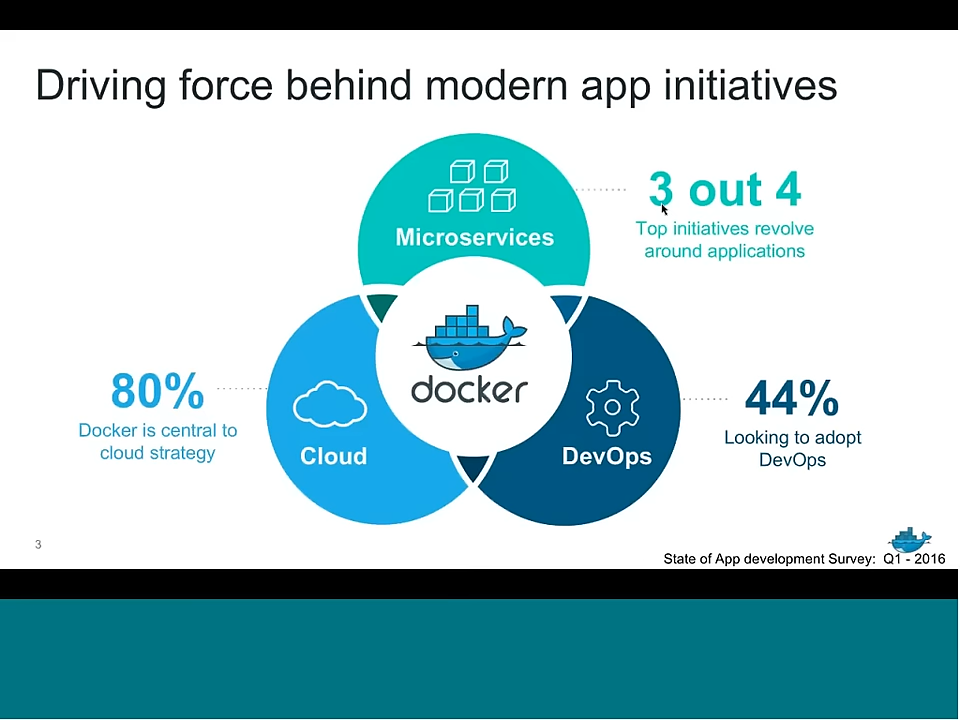 Driving force behind modern app initiatives
Microservices
3 out 4
Top initiatives revolve
around applications
docker
80%
Docker is central to
cloud strategy
Cloud
DevOps
44%
Looking to adopt
DevOps
3
State of App development Survey: Q1 - 2016